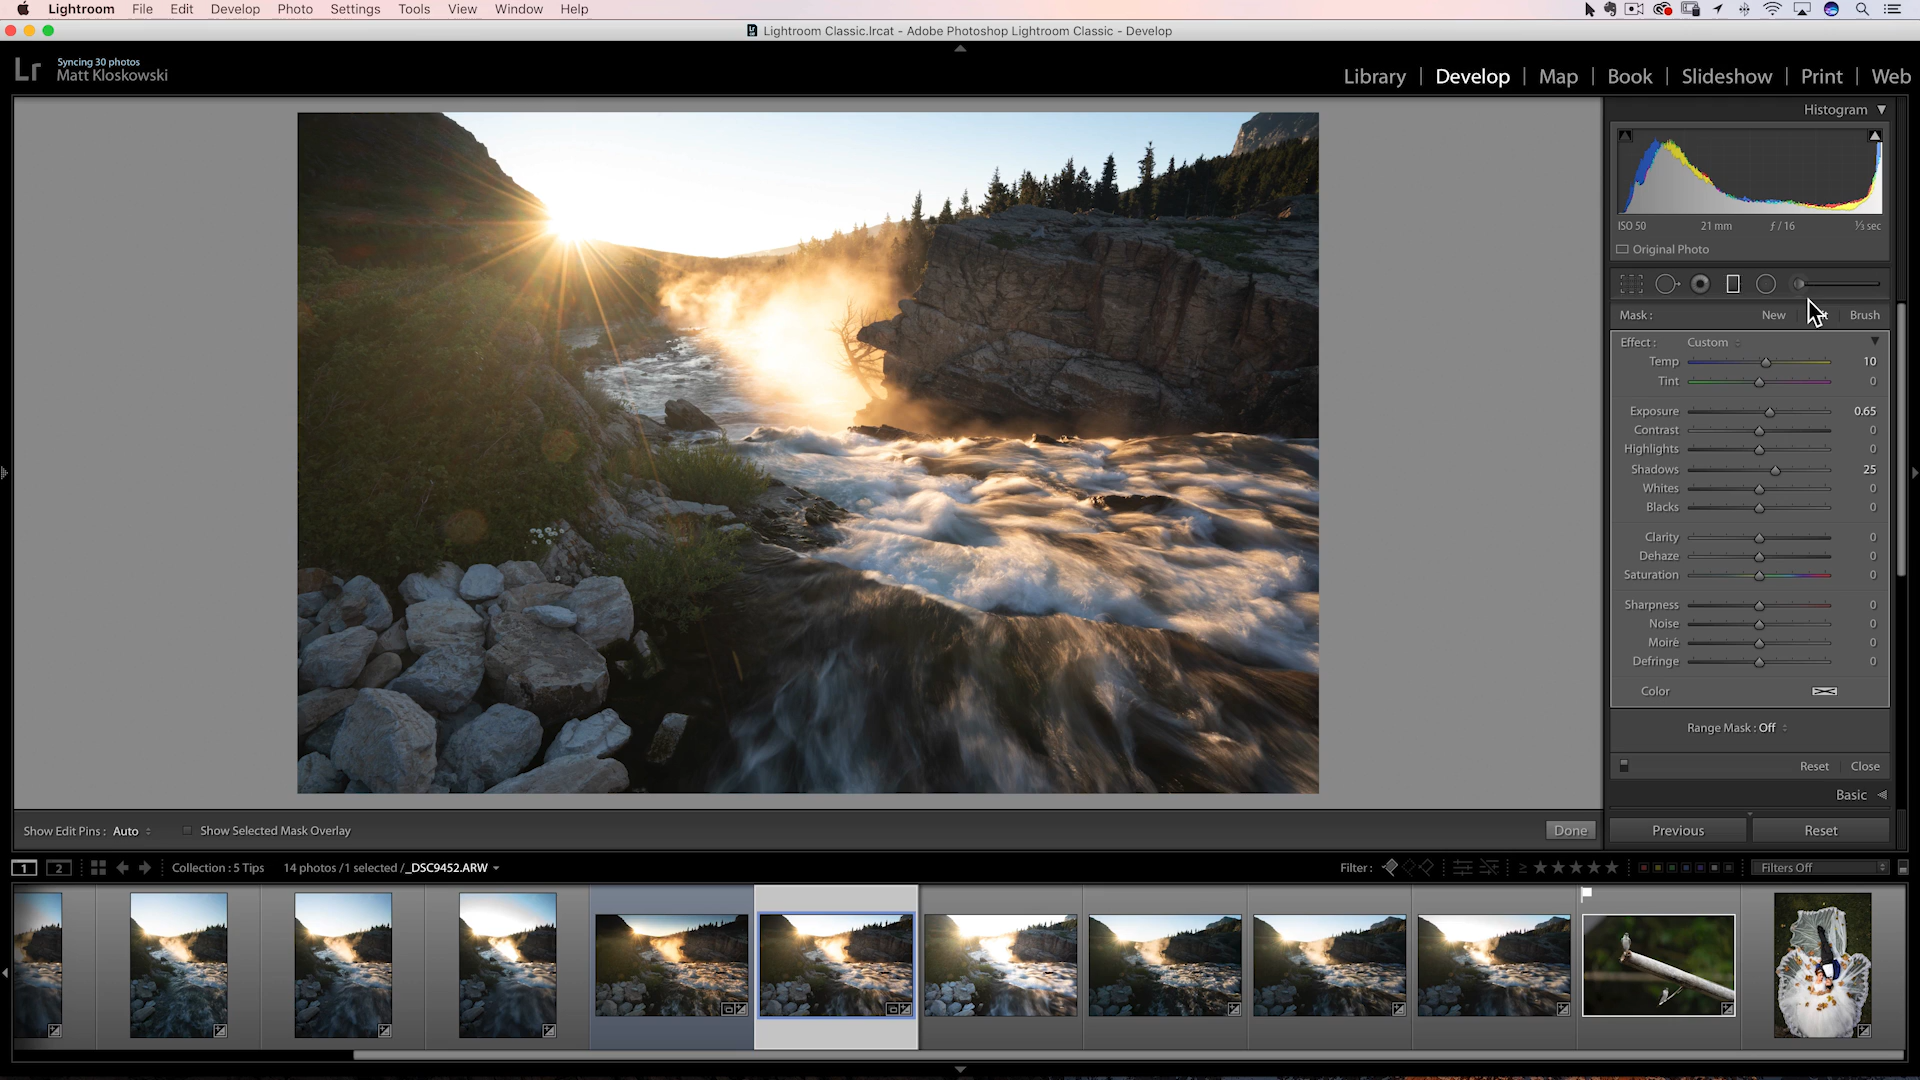 Lightroom File Edit Develop Photo Settings Tools View Window Help
Lightroom Classic.lrcat - Adobe Photoshop Lightroom Classic - Develop
Lr
Syncing 30 photos
Matt Kloskowski
Library | Develop | Map | Book | Slideshow | Print | Web
Histogram
ISO 50 21 mm ƒ / 16 ⅓ sec
Original Photo
Mask : New Brush
Effect : Custom
Temp 10
Tint 0
Exposure 0.65
Contrast 0
Highlights 0
Shadows 25
Whites 0
Blacks 0
Clarity 0
Dehaze 0
Saturation 0
Sharpness 0
Noise 0
Moiré 0
Defringe 0
Color
Range Mask : Off
Reset Close
Basic
Show Edit Pins : Auto Show Selected Mask Overlay Done
Previous Reset
1 2 Collection : 5 Tips 14 photos / 1 selected / _DSC9452.ARW Filter : ≥ Filters Off